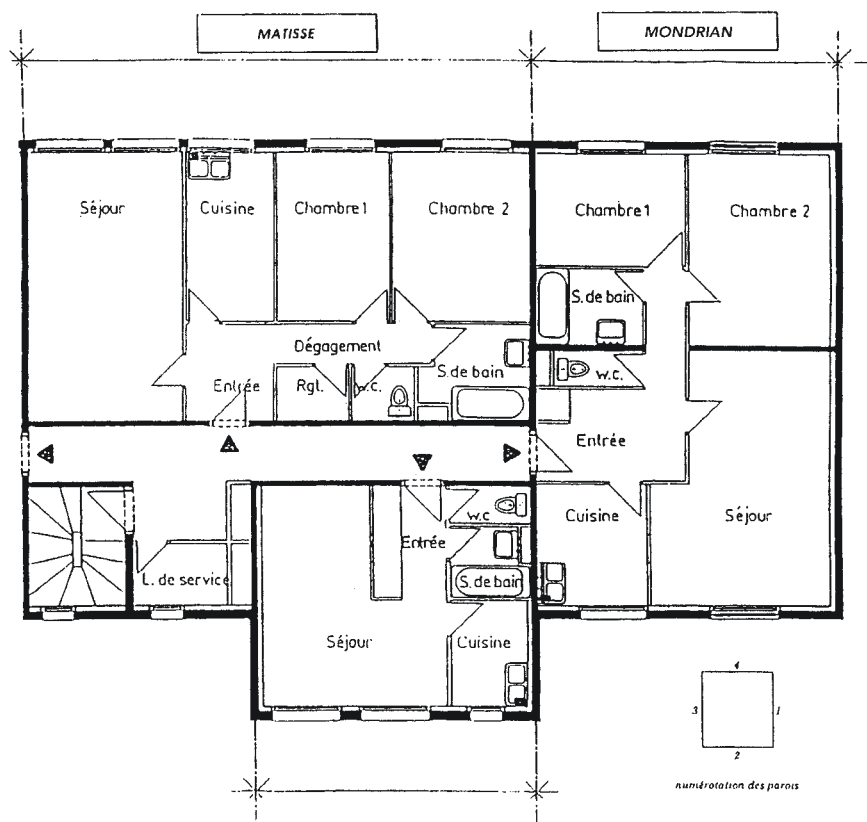 MATISSE
MONDRIAN
Séjour
Cuisine
Chambre 1
Chambre 2
Chambre 1
Chambre 2
S. de bain
Dégagement
Entrée
Rgt.
w.c.
S. de bain
w.c.
Entrée
Cuisine
Séjour
w.c
Entrée
S. de bain
L. de service
Séjour
Cuisine
4
3
1
2
numérotation des parois